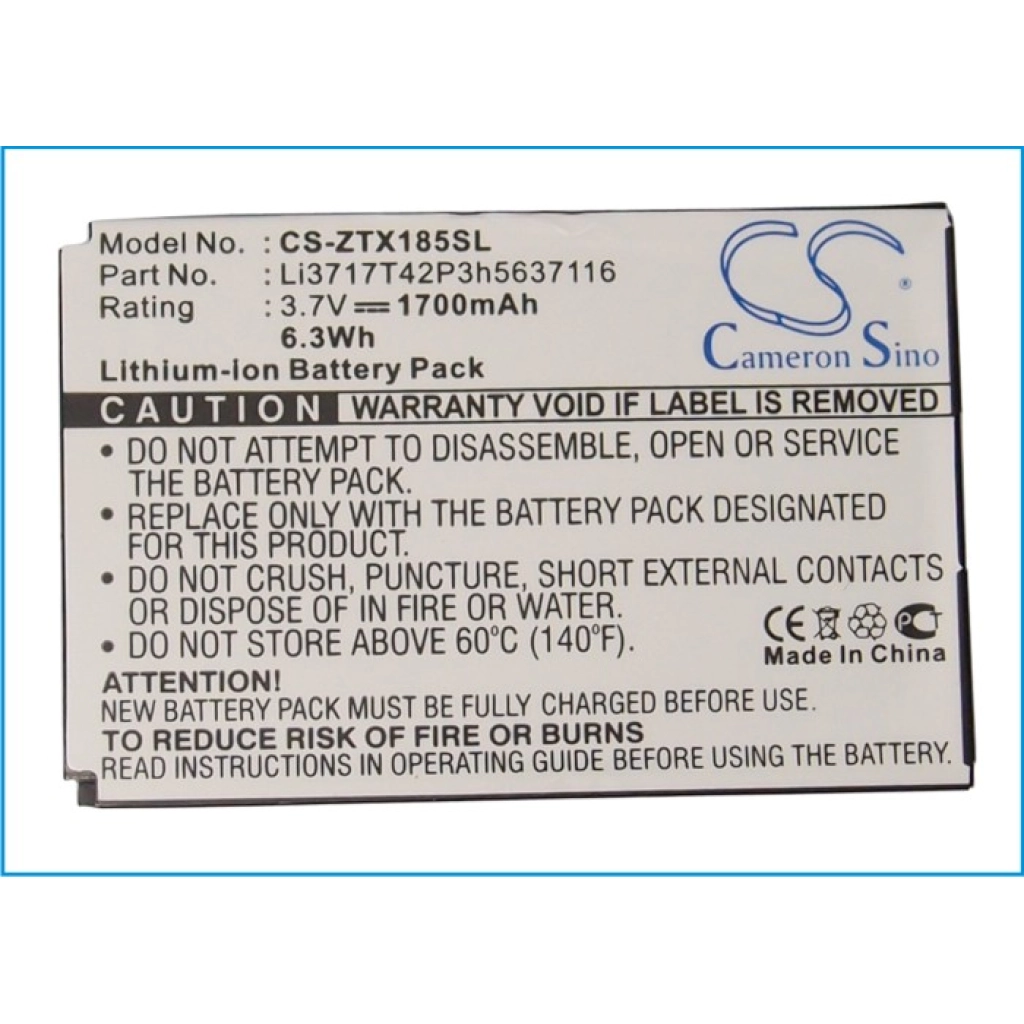 Model No. : CS-ZTX185SL
Part No. : Li3717T42P3h5637116
Rating : 3.7V 1700mAh
6.3Wh
Lithium-ion Battery Pack
CS
®
Cameron Sino
CAUTION WARRANTY VOID IF LABEL IS REMOVED
• DO NOT ATTEMPT TO DISASSEMBLE, OPEN OR SERVICE
THE BATTERY PACK.
• REPLACE ONLY WITH THE BATTERY PACK DESIGNATED
FOR THIS PRODUCT.
• DO NOT CRUSH, PUNCTURE, SHORT EXTERNAL CONTACTS
OR DISPOSE OF IN FIRE OR WATER.
• DO NOT STORE ABOVE 60°C (140°F).
CE PCT
Made In China
ATTENTION!
NEW BATTERY PACK MUST BE FULLY CHARGED BEFORE USE.
TO REDUCE RISK OF FIRE OR BURNS
READ INSTRUCTIONS IN OPERATING GUIDE BEFORE USING THE BATTERY.